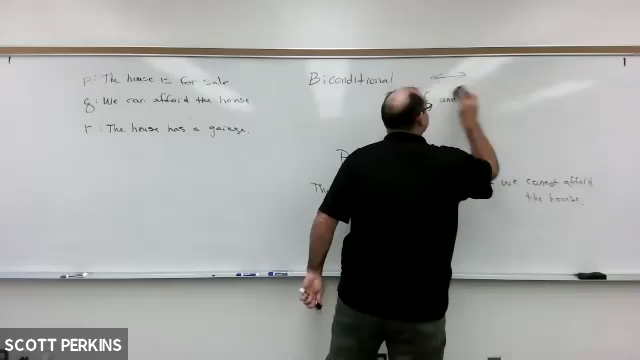 p: The house is for sale
q: We can afford the house
r: The house has a garage.
Biconditional ↔
and
we cannot afford
the house.
SCOTT PERKINS